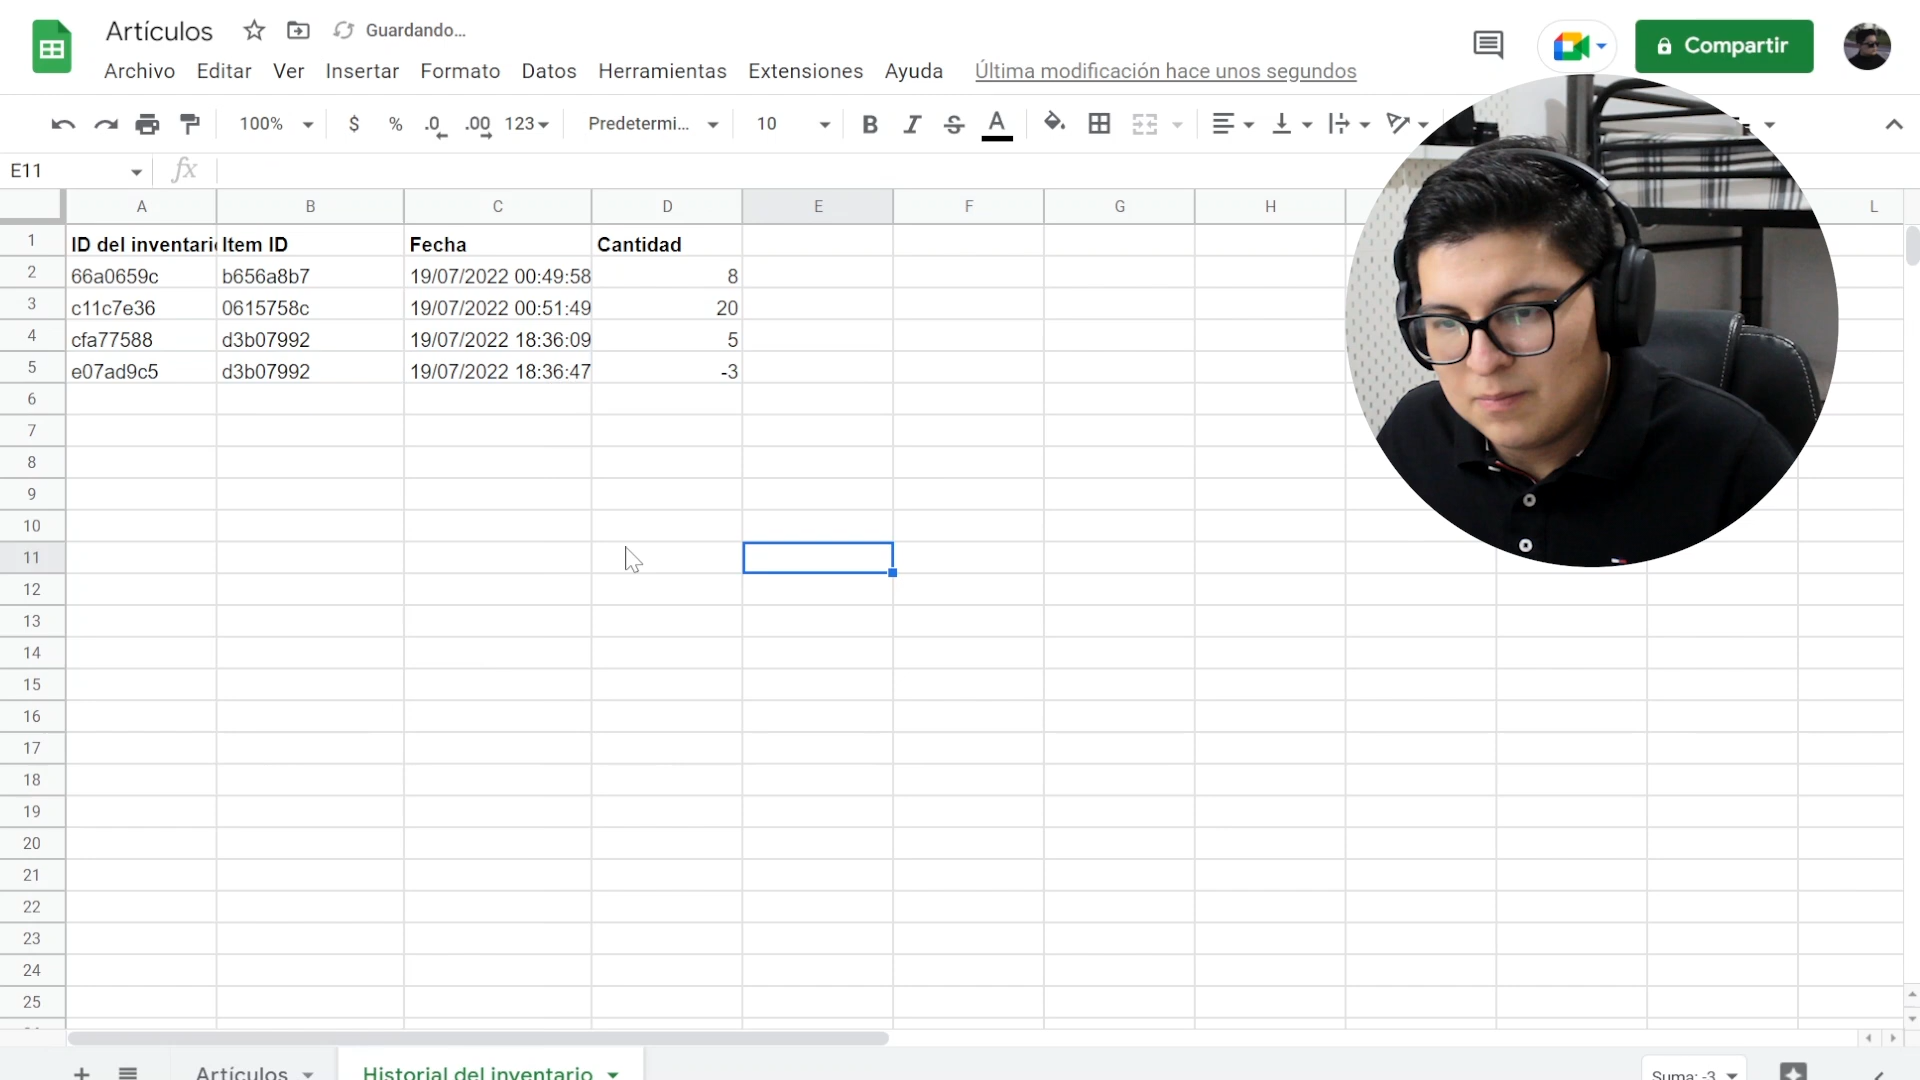 Artículos Guardando...
Archivo Editar Ver Insertar Formato Datos Herramientas Extensiones Ayuda Última modificación hace unos segundos
Compartir
100% $ % .0 .00 123 Predetermi... 10 B I S A
E11 fx
A B C D E F G H L
1 ID del inventari Item ID Fecha Cantidad
2 66a0659c b656a8b7 19/07/2022 00:49:58 8
3 c11c7e36 0615758c 19/07/2022 00:51:49 20
4 cfa77588 d3b07992 19/07/2022 18:36:09 5
5 e07ad9c5 d3b07992 19/07/2022 18:36:47 -3
6
7
8
9
10
11
12
13
14
15
16
17
18
19
20
21
22
23
24
25
+ Artículos Historial del inventario Suma: -3